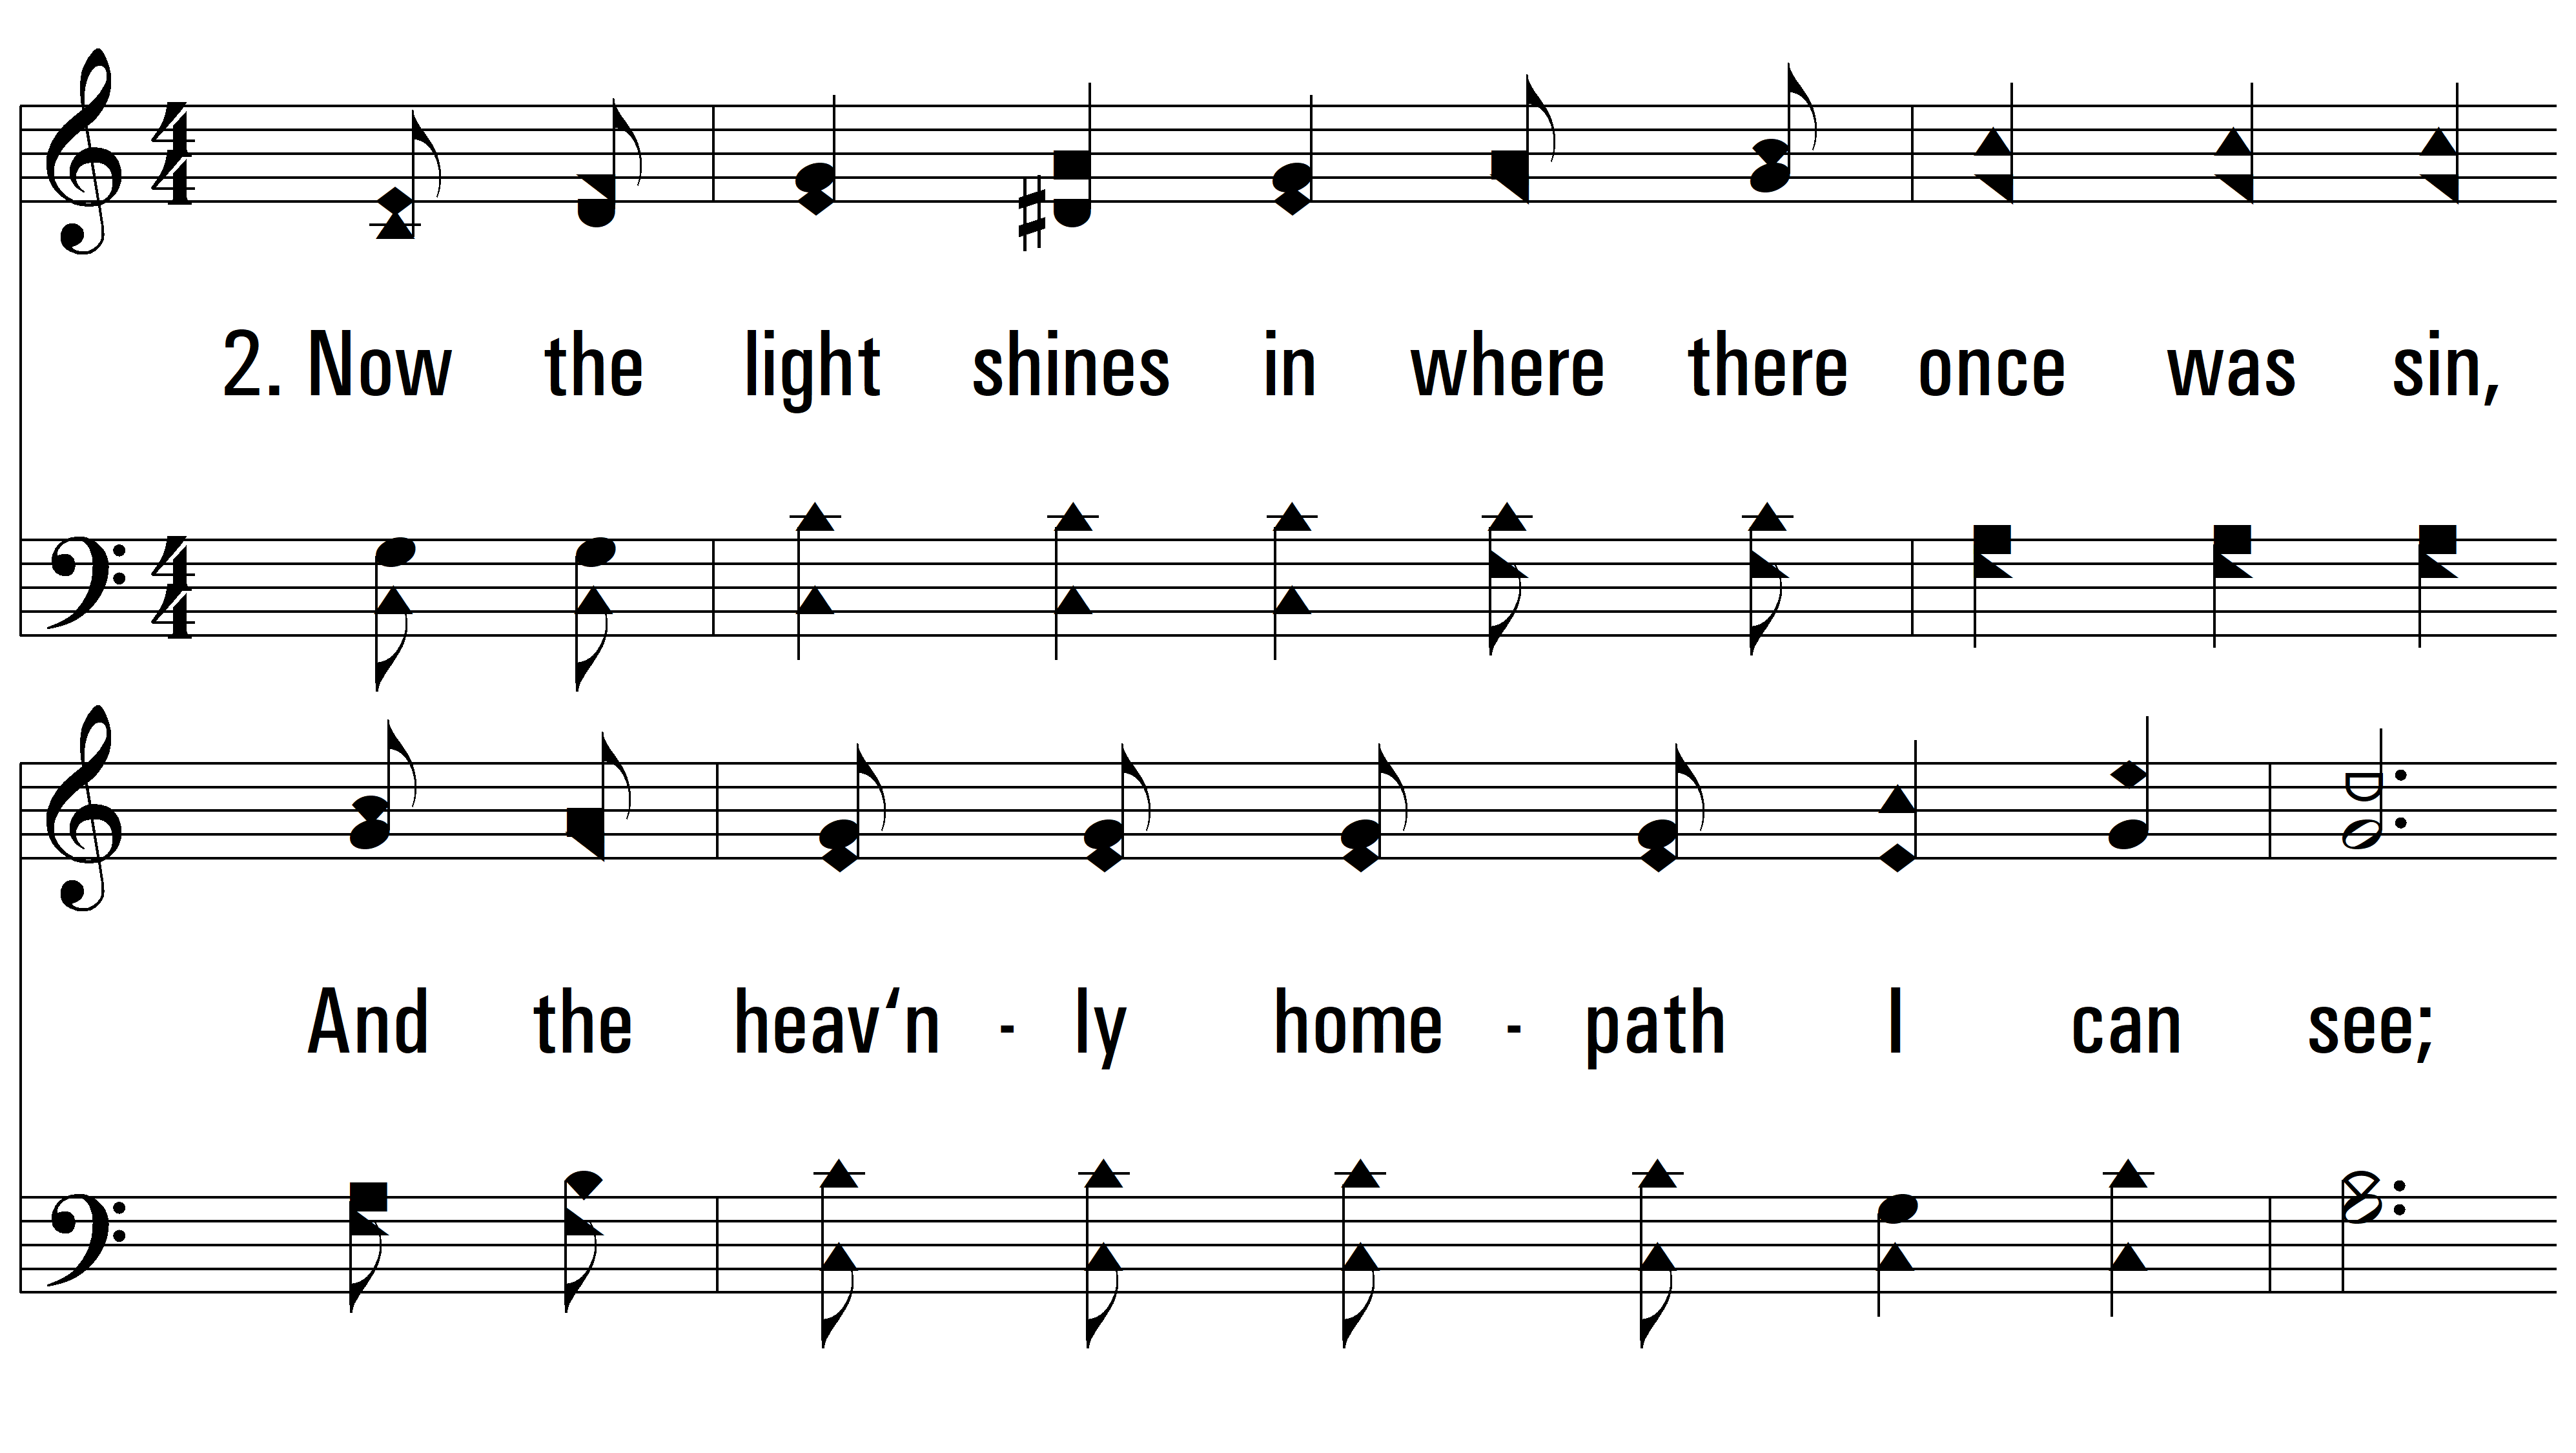 2. Now the light shines in where there once was sin,
And the heav‘n - ly home - path I can see;